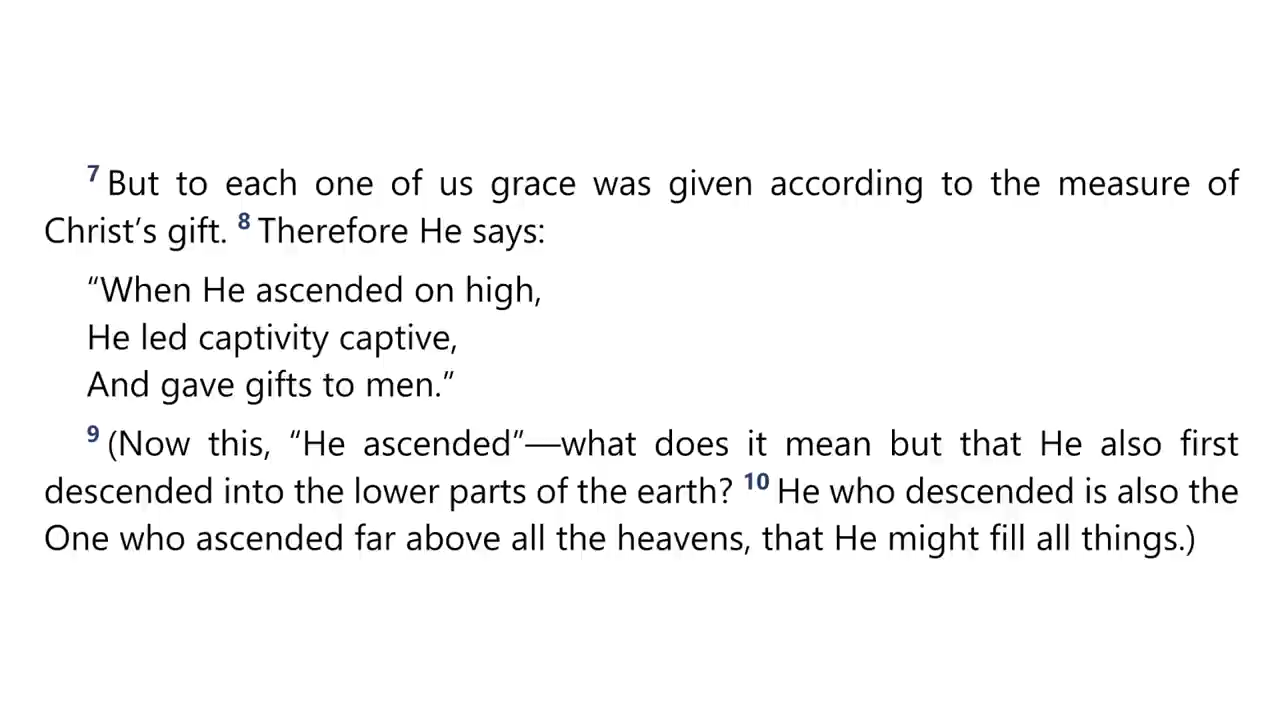 7 But to each one of us grace was given according to the measure of
Christ’s gift. 8 Therefore He says:
“When He ascended on high,
He led captivity captive,
And gave gifts to men.”
9 (Now this, “He ascended”—what does it mean but that He also first
descended into the lower parts of the earth? 10 He who descended is also the
One who ascended far above all the heavens, that He might fill all things.)